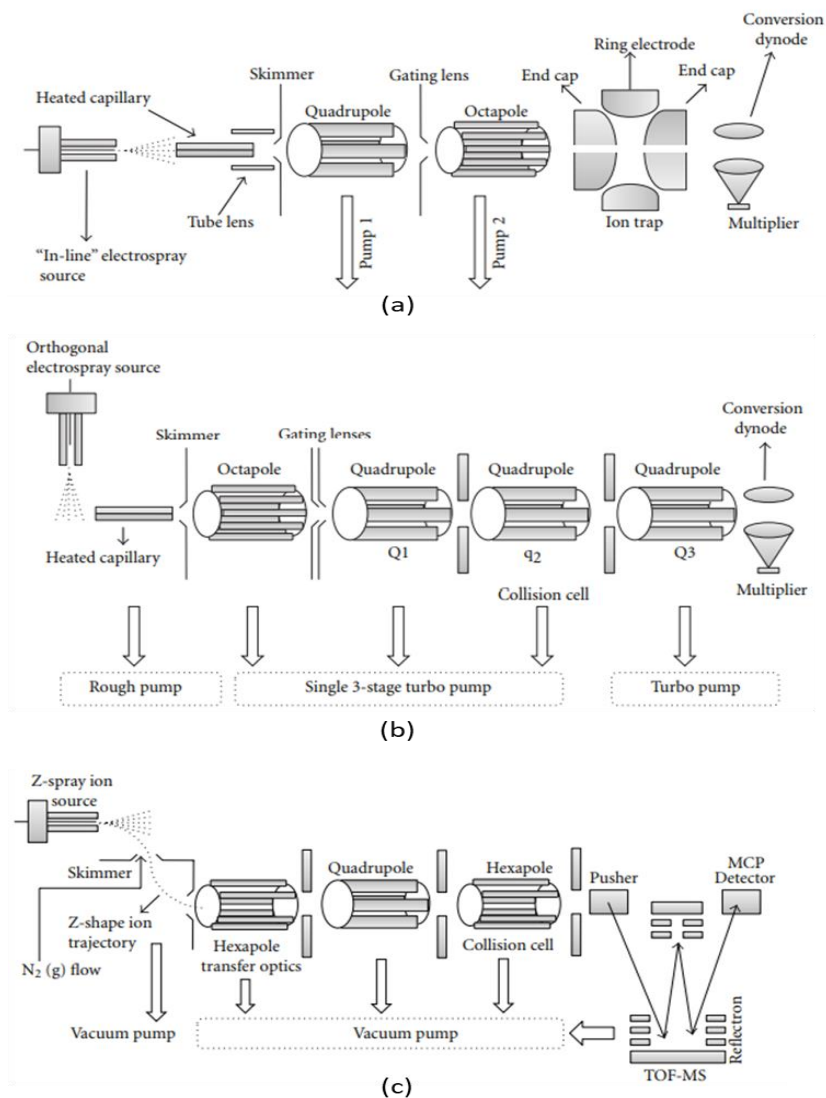 Conversion
dynode
Ring electrode
Skimmer
Gating lens
End cap
End cap
Heated capillary
Quadrupole
Octapole
Tube lens
Ion trap
Multiplier
"In-line" electrospray
source
Pump 1
Pump 2
(a)
Orthogonal
electrospray source
Conversion
dynode
Skimmer
Gating lenses
Octapole
Quadrupole
Quadrupole
Quadrupole
Heated capillary
Q1
q2
Q3
Multiplier
Collision cell
Rough pump
Single 3-stage turbo pump
Turbo pump
(b)
Z-spray ion
source
Quadrupole
Hexapole
MCP
Detector
Pusher
Skimmer
Z-shape ion
trajectory
Hexapole
transfer optics
Collision cell
N2 (g) flow
Vacuum pump
Vacuum pump
Reflectron
TOF-MS
(c)